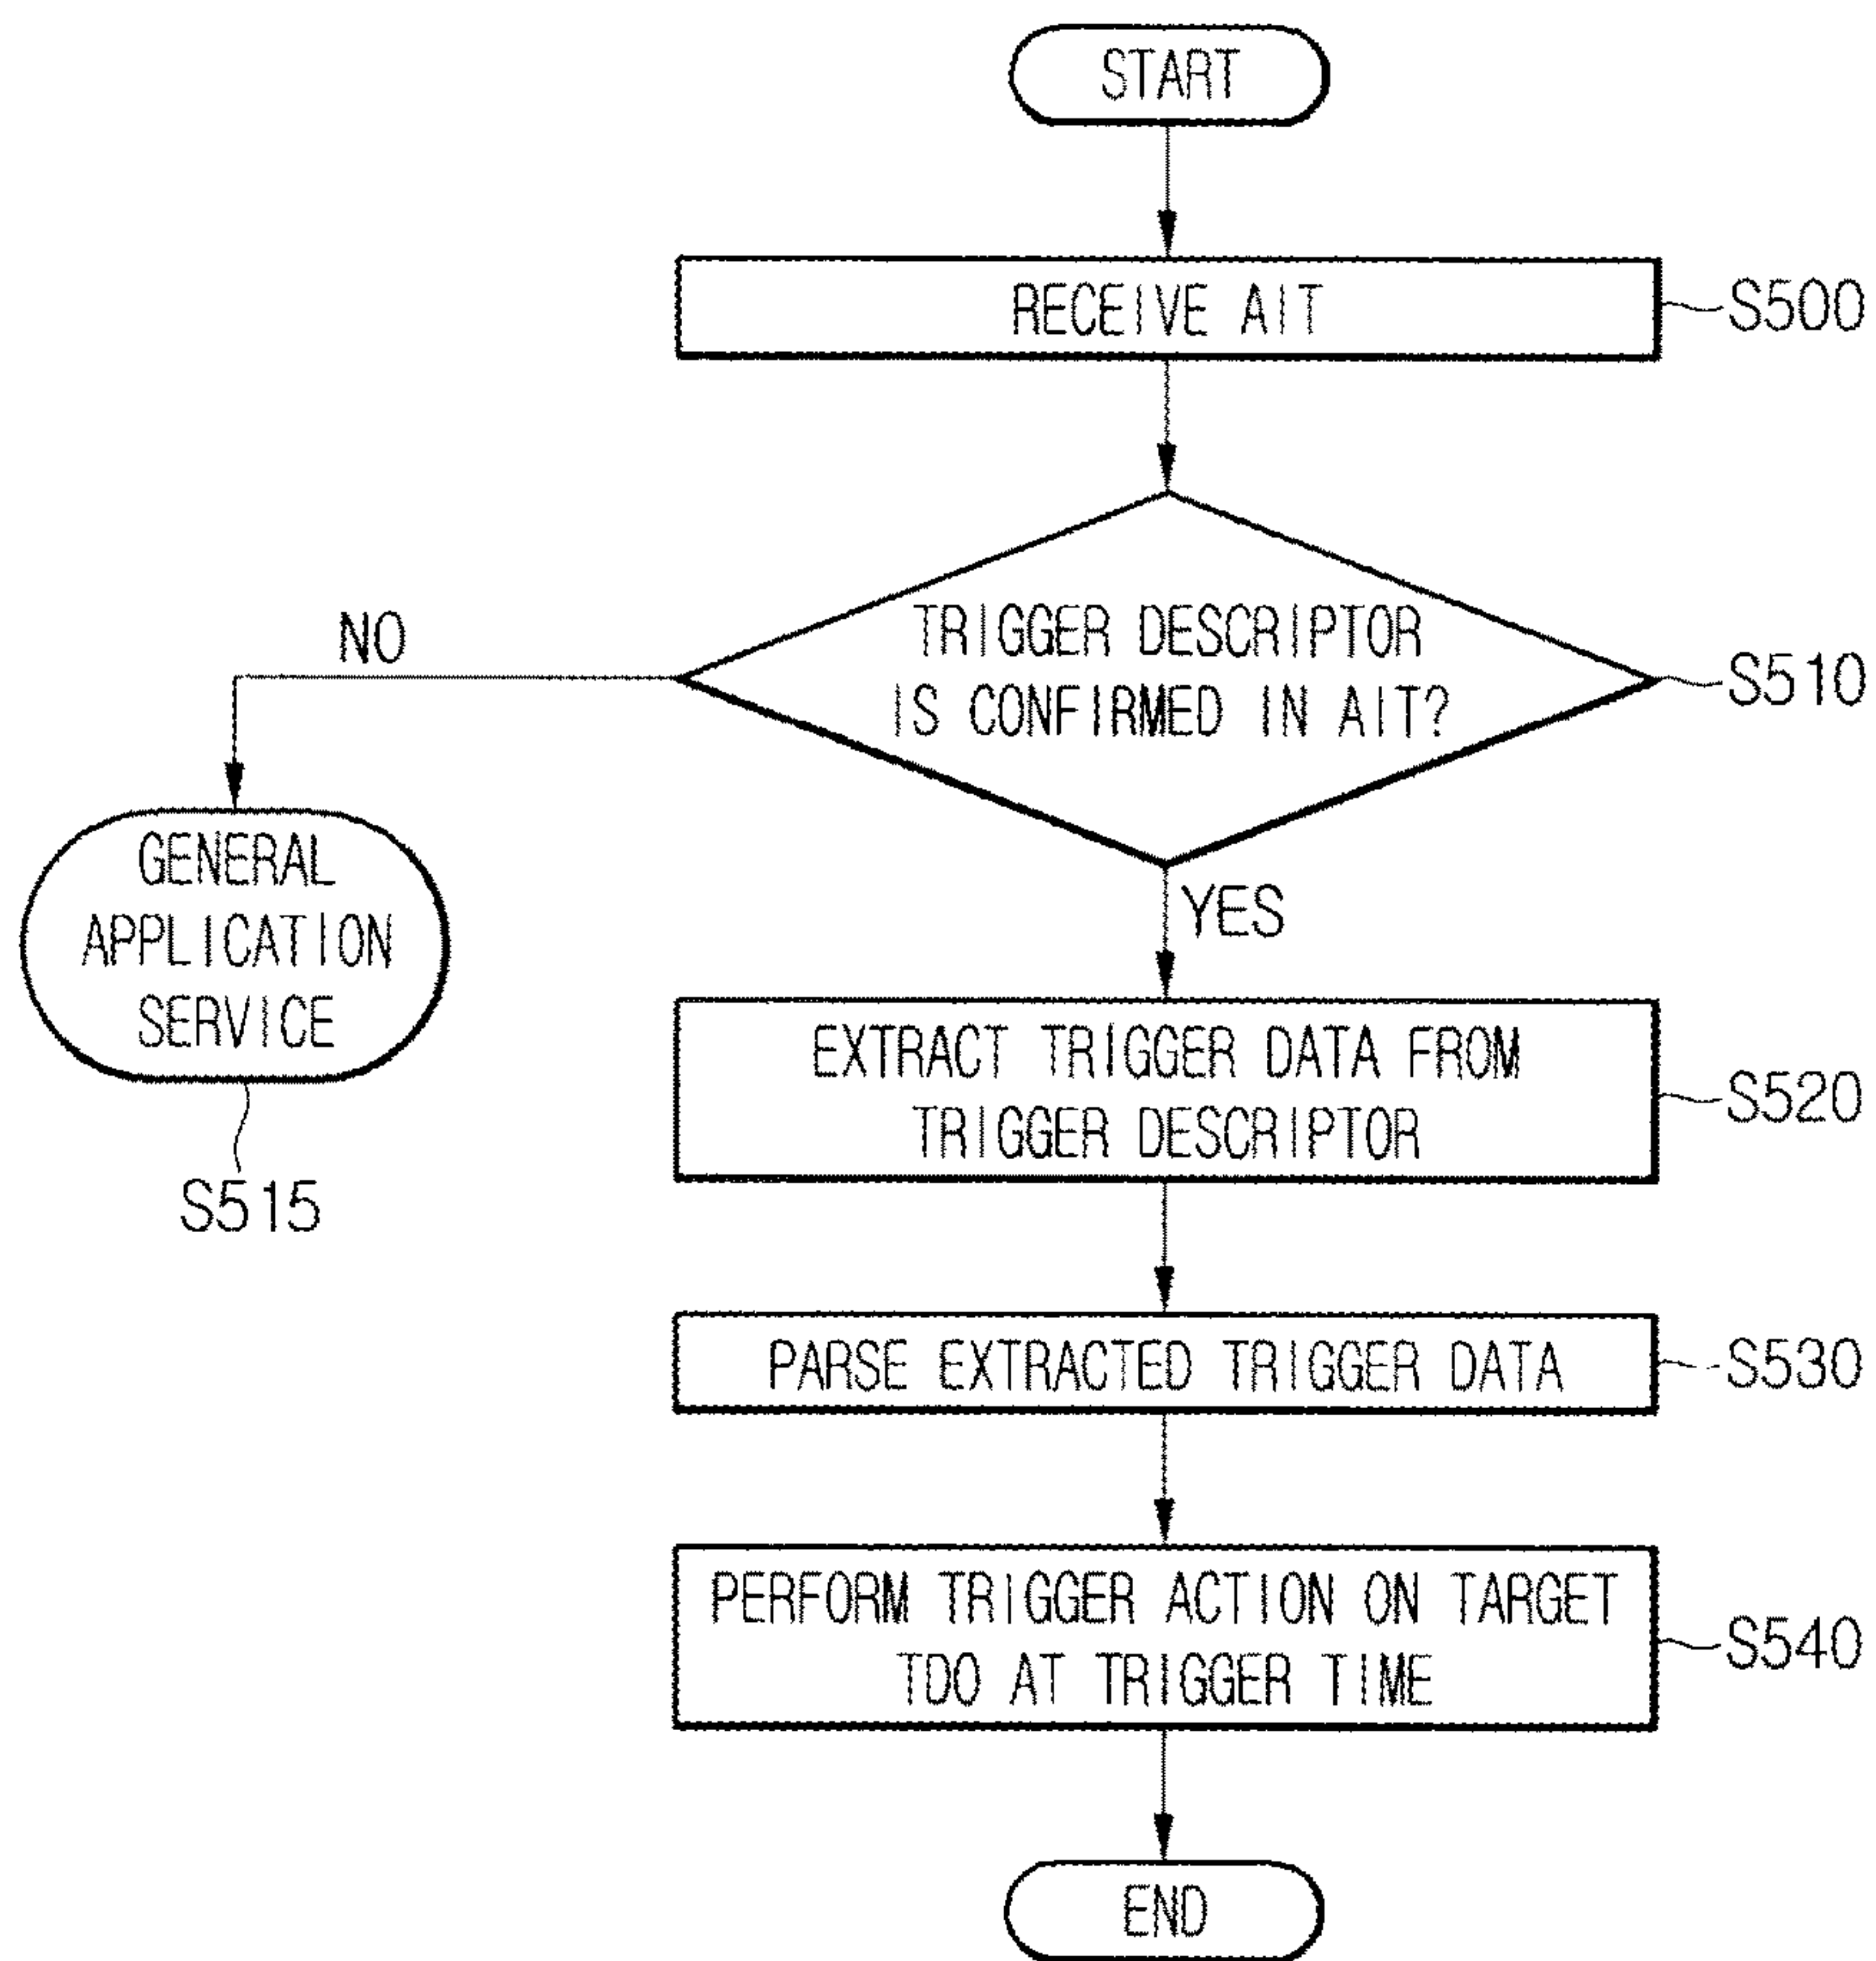 START
RECEIVE AIT
S500
TRIGGER DESCRIPTOR
IS CONFIRMED IN AIT?
S510
NO
GENERAL
APPLICATION
SERVICE
S515
YES
EXTRACT TRIGGER DATA FROM
TRIGGER DESCRIPTOR
S520
PARSE EXTRACTED TRIGGER DATA
S530
PERFORM TRIGGER ACTION ON TARGET
TDO AT TRIGGER TIME
S540
END